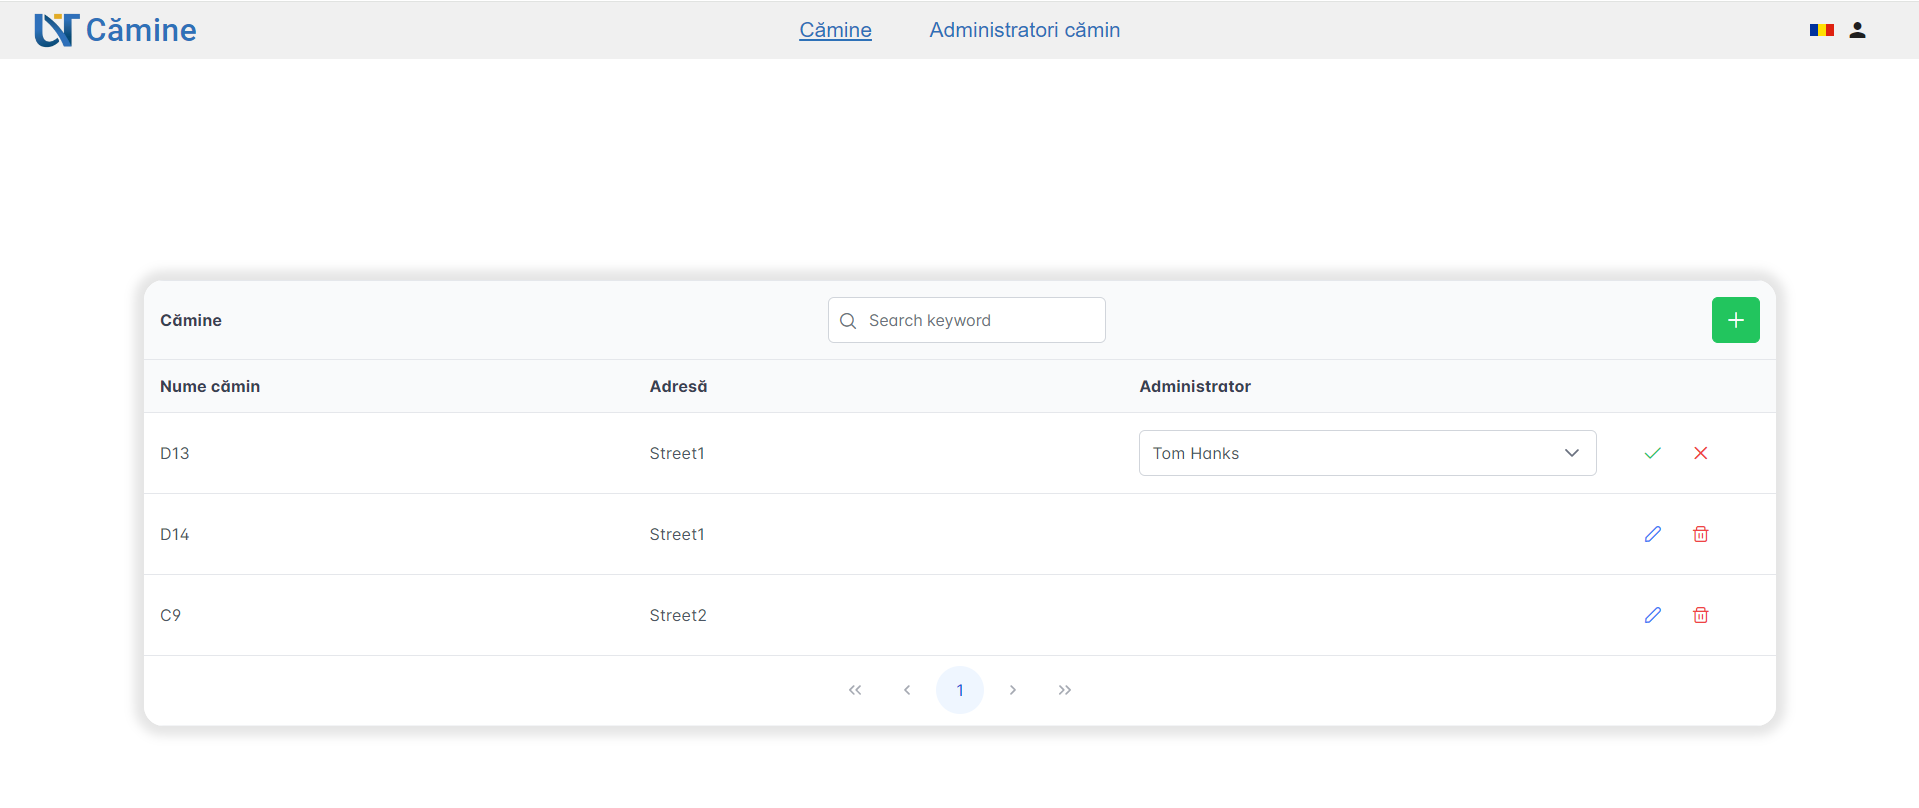 UVT Cămine
Cămine Administratori cămin
Cămine
Search keyword
Nume cămin Adresă Administrator
D13 Street1 Tom Hanks
D14 Street1
C9 Street2
1